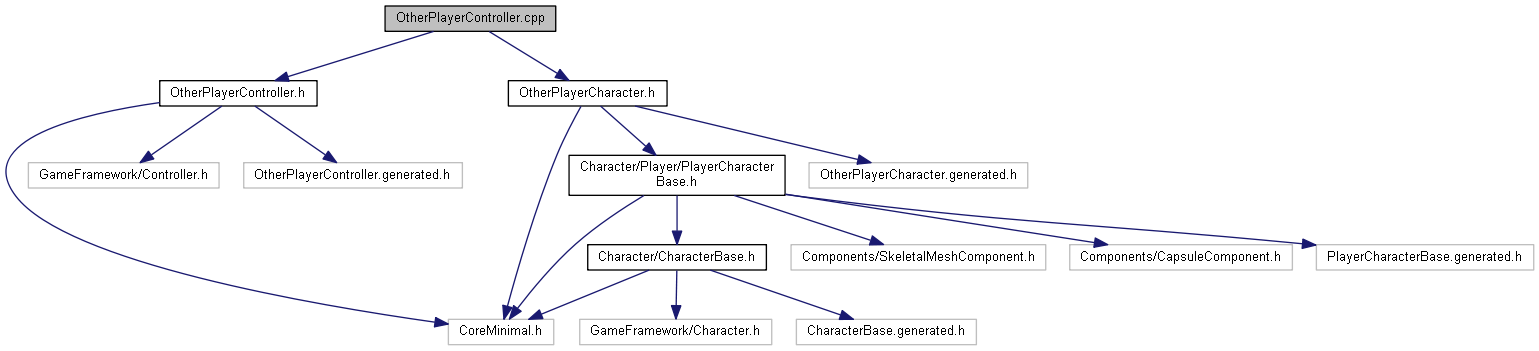 OtherPlayerController.cpp
OtherPlayerController.h
OtherPlayerCharacter.h
GameFramework/Controller.h
OtherPlayerController.generated.h
Character/Player/PlayerCharacter
Base.h
OtherPlayerCharacter.generated.h
Character/CharacterBase.h
Components/SkeletalMeshComponent.h
Components/CapsuleComponent.h
PlayerCharacterBase.generated.h
CoreMinimal.h
GameFramework/Character.h
CharacterBase.generated.h